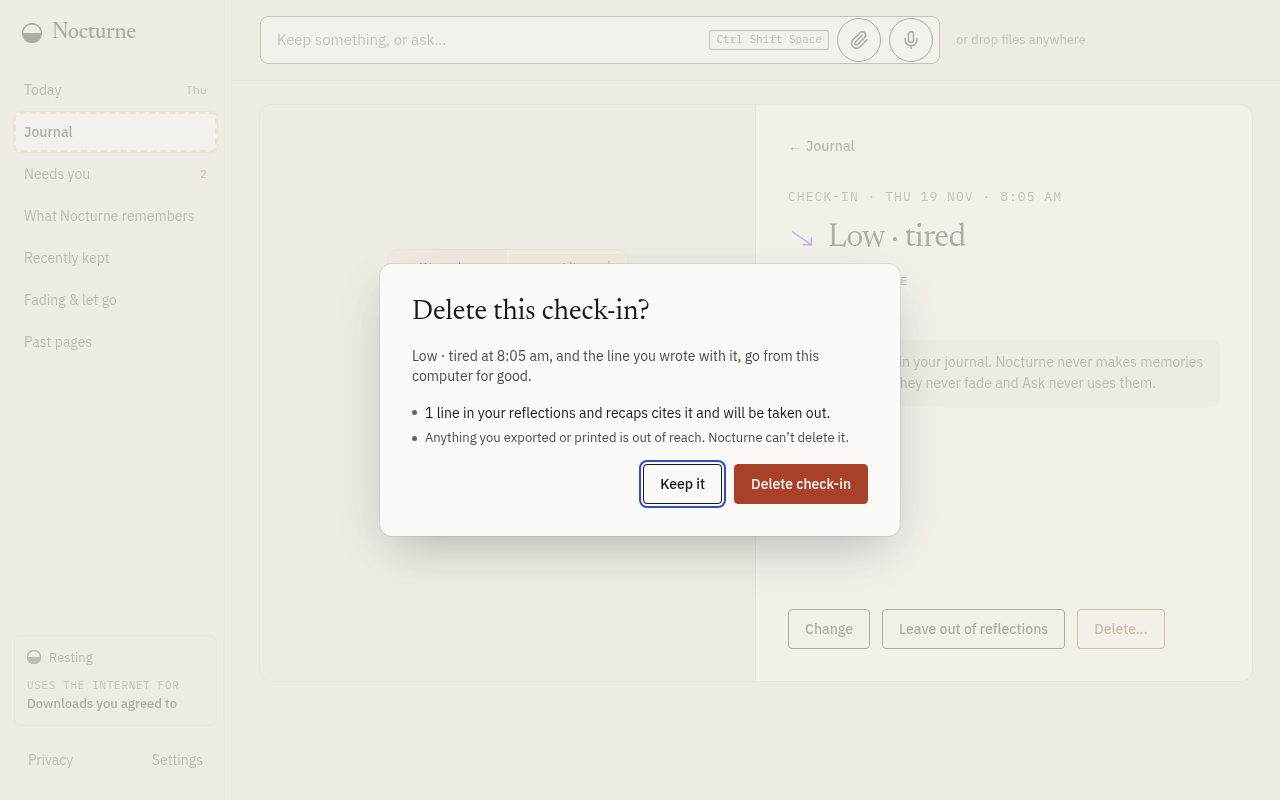 Nocturne
Keep something, or ask...
Ctrl Shift Space
or drop files anywhere
Today
Thu
Journal
Needs you
2
What Nocturne remembers
Recently kept
Fading & let go
Past pages
← Journal
CHECK-IN · THU 19 NOV · 8:05 AM
Low · tired
Delete this check-in?
Low · tired at 8:05 am, and the line you wrote with it, go from this
computer for good.
1 line in your reflections and recaps cites it and will be taken out.
Anything you exported or printed is out of reach. Nocturne can’t delete it.
Keep it
Delete check-in
in your journal. Nocturne never makes memories
they never fade and Ask never uses them.
Change
Leave out of reflections
Delete...
Resting
USES THE INTERNET FOR
Downloads you agreed to
Privacy
Settings